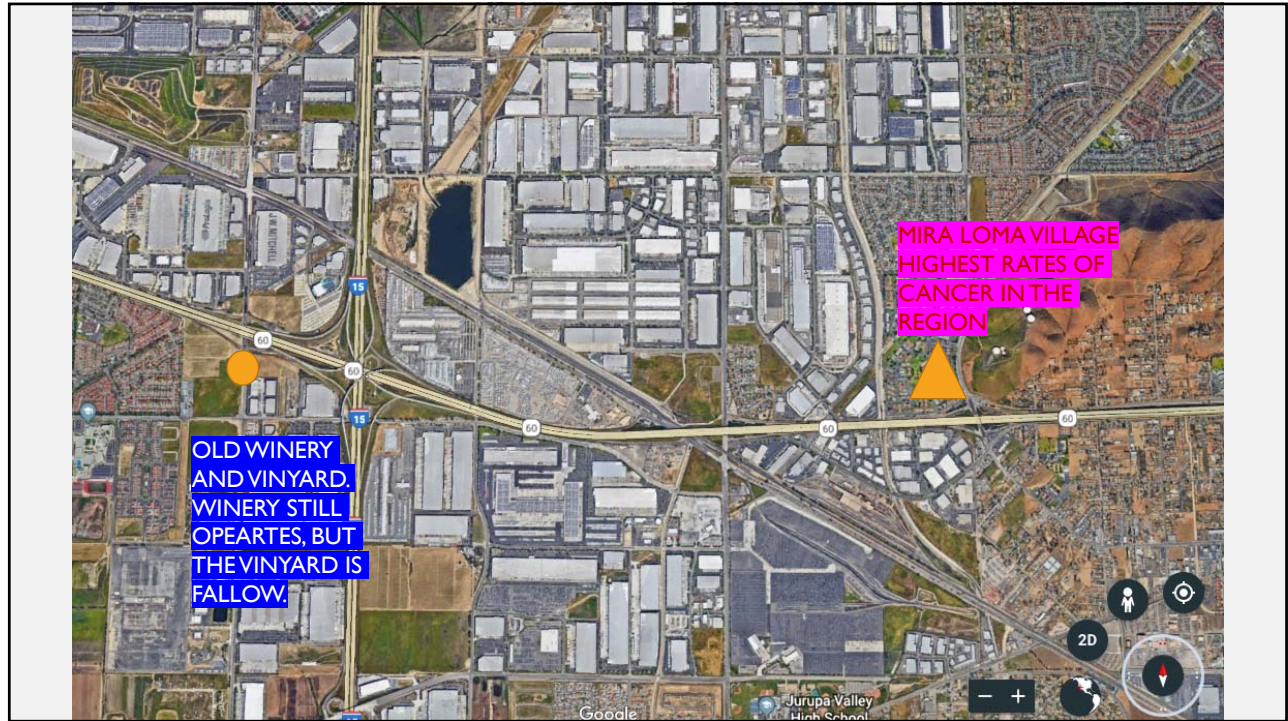 15
60
60
15
60
60
60
MIRA LOMA VILLAGE
HIGHEST RATES OF
CANCER IN THE
REGION
OLD WINERY
AND VINYARD.
WINERY STILL
OPEARTES, BUT
THE VINYARD IS
FALLOW.
2D
Jurupa Valley
High School
Google